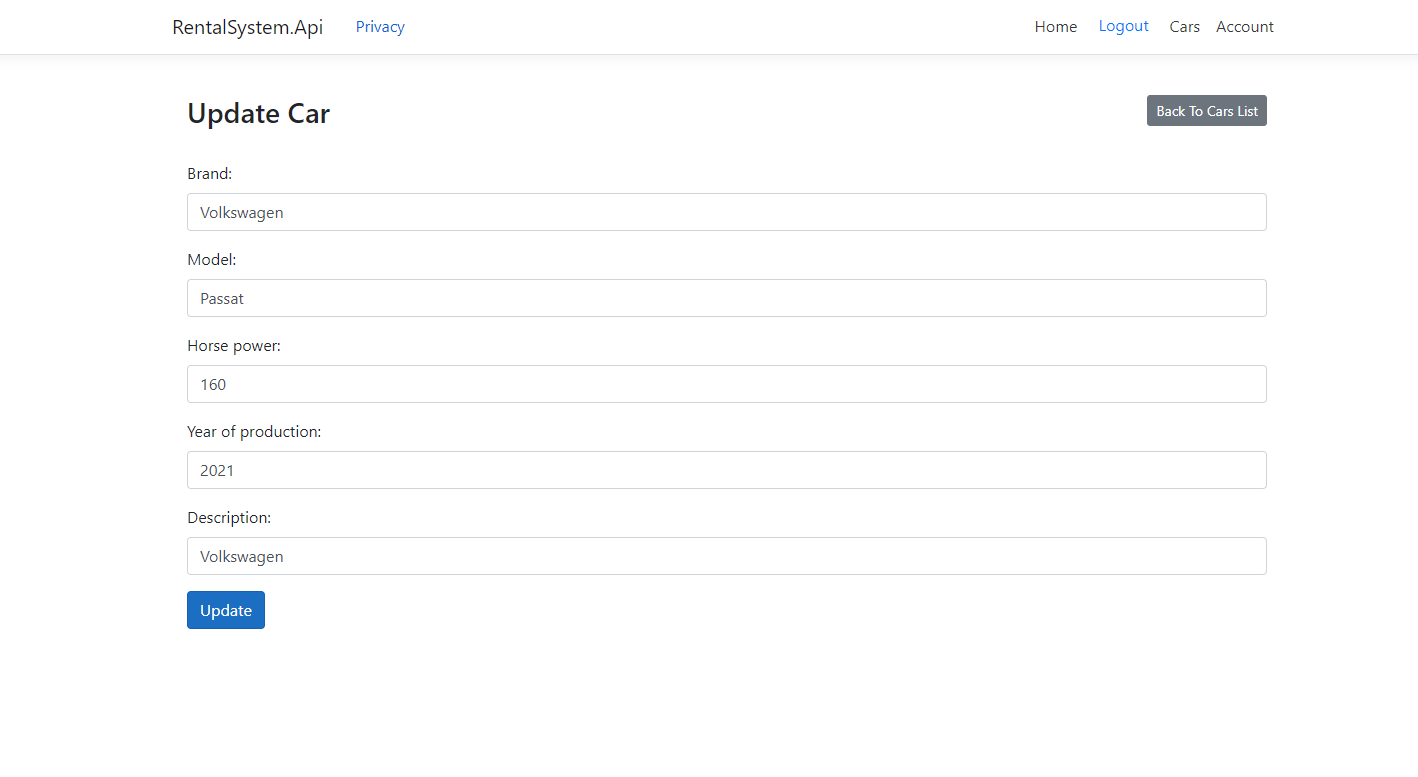 RentalSystem.Api Privacy Home Logout Cars Account
Update Car Back To Cars List
Brand:
Volkswagen
Model:
Passat
Horse power:
160
Year of production:
2021
Description:
Volkswagen
Update